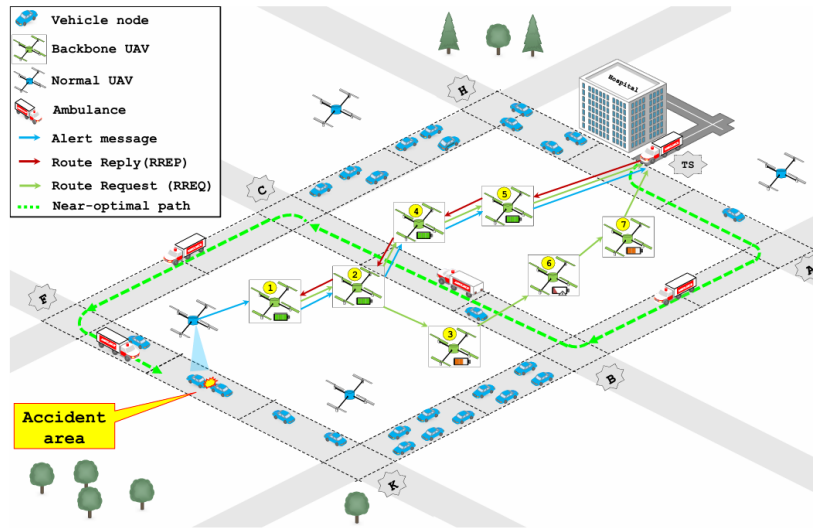 Vehicle node
Backbone UAV
Normal UAV
Ambulance
Alert message
Route Reply(RREP)
Route Request (RREQ)
Near-optimal path
H
Hospital
TS
C
5
4
7
A
6
2
1
F
3
B
Accident
area
K